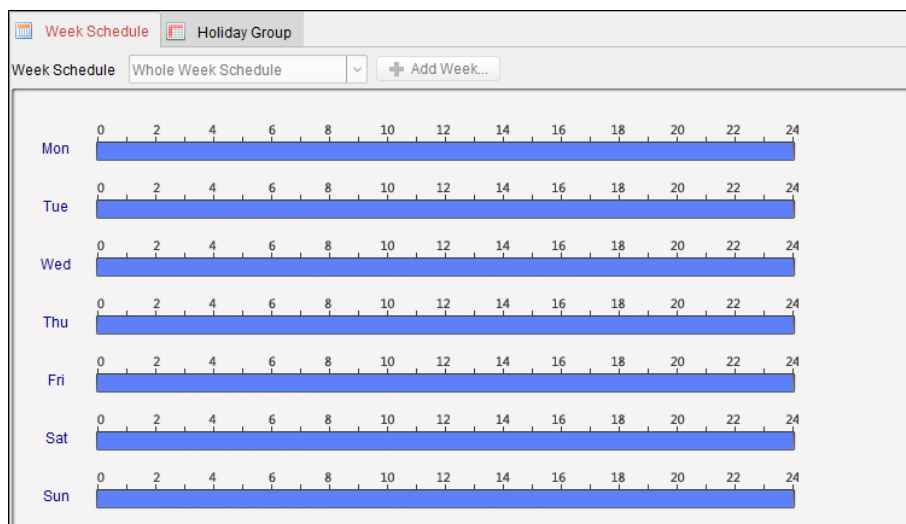 Week Schedule Holiday Group
Week Schedule Whole Week Schedule Add Week...
0 2 4 6 8 10 12 14 16 18 20 22 24
Mon
0 2 4 6 8 10 12 14 16 18 20 22 24
Tue
0 2 4 6 8 10 12 14 16 18 20 22 24
Wed
0 2 4 6 8 10 12 14 16 18 20 22 24
Thu
0 2 4 6 8 10 12 14 16 18 20 22 24
Fri
0 2 4 6 8 10 12 14 16 18 20 22 24
Sat
0 2 4 6 8 10 12 14 16 18 20 22 24
Sun